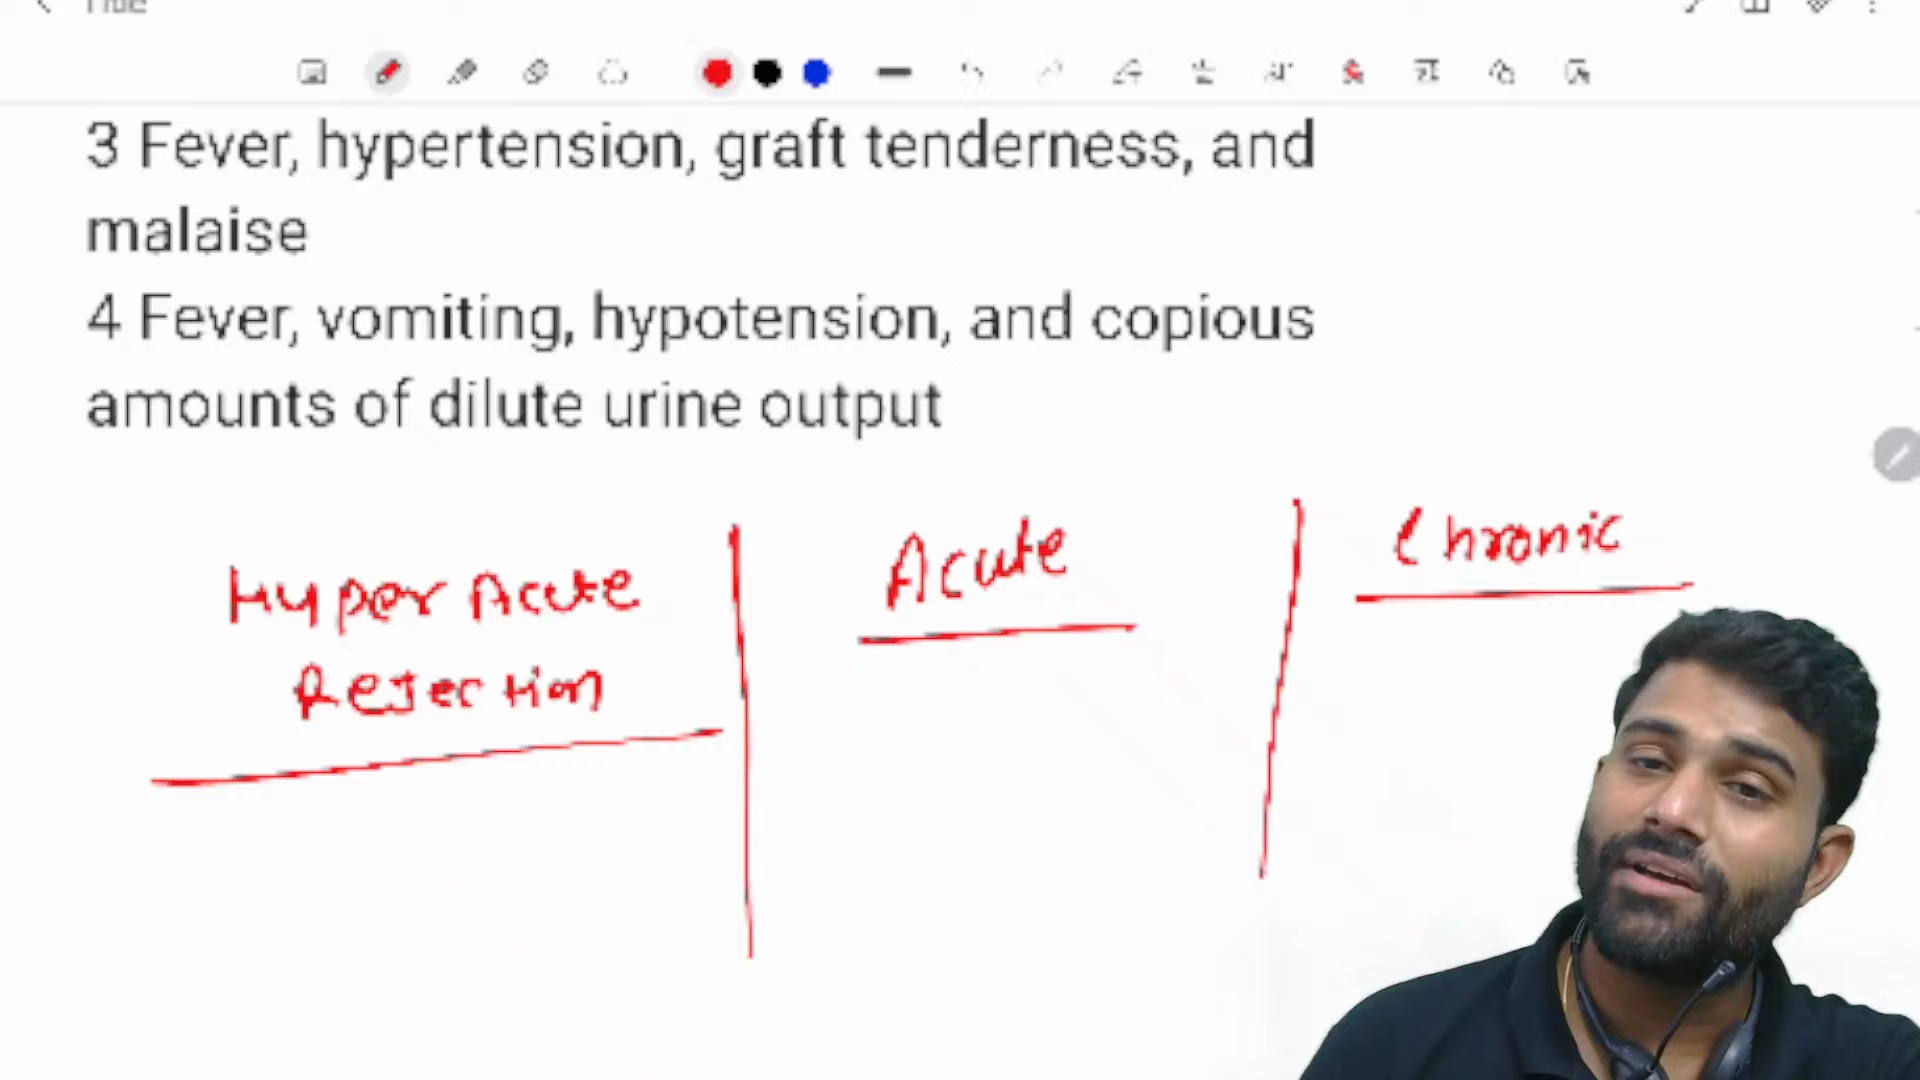 Title
3 Fever, hypertension, graft tenderness, and
malaise
4 Fever, vomiting, hypotension, and copious
amounts of dilute urine output
Hyper Acute
Rejection
Acute
Chronic